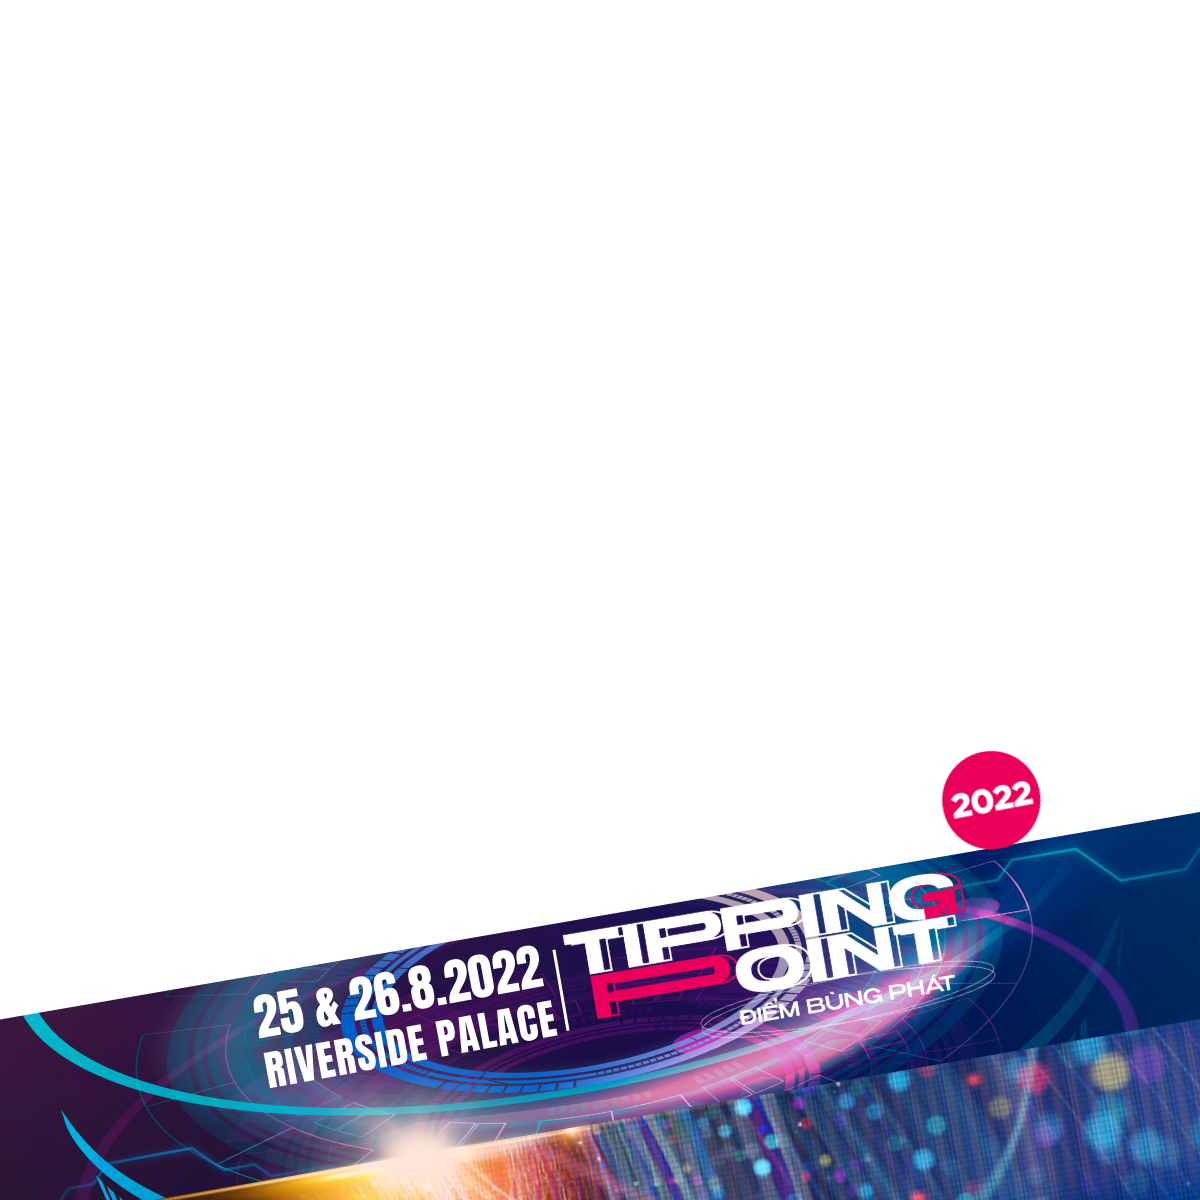 2022
25 & 26.8.2022
RIVERSIDE PALACE
TIPPING
POINT
ĐIỂM BÙNG PHÁT